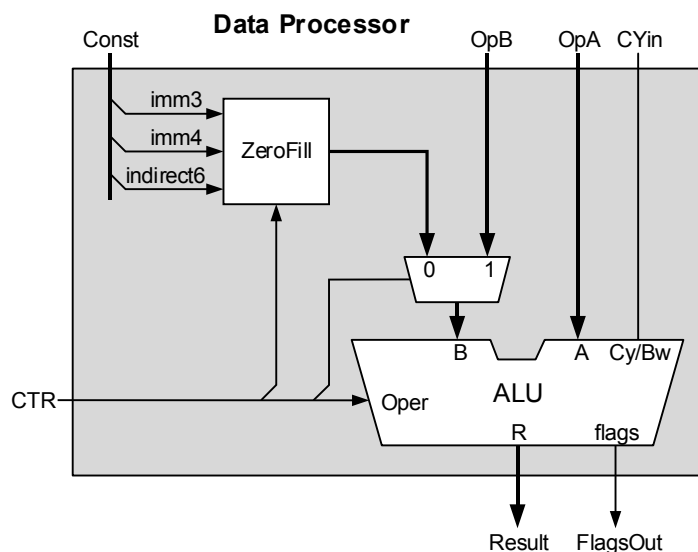 Data Processor
Const OpB OpA CYin
imm3
imm4
ZeroFill
indirect6
0 1
B A Cy/Bw
CTR Oper ALU
R flags
Result FlagsOut